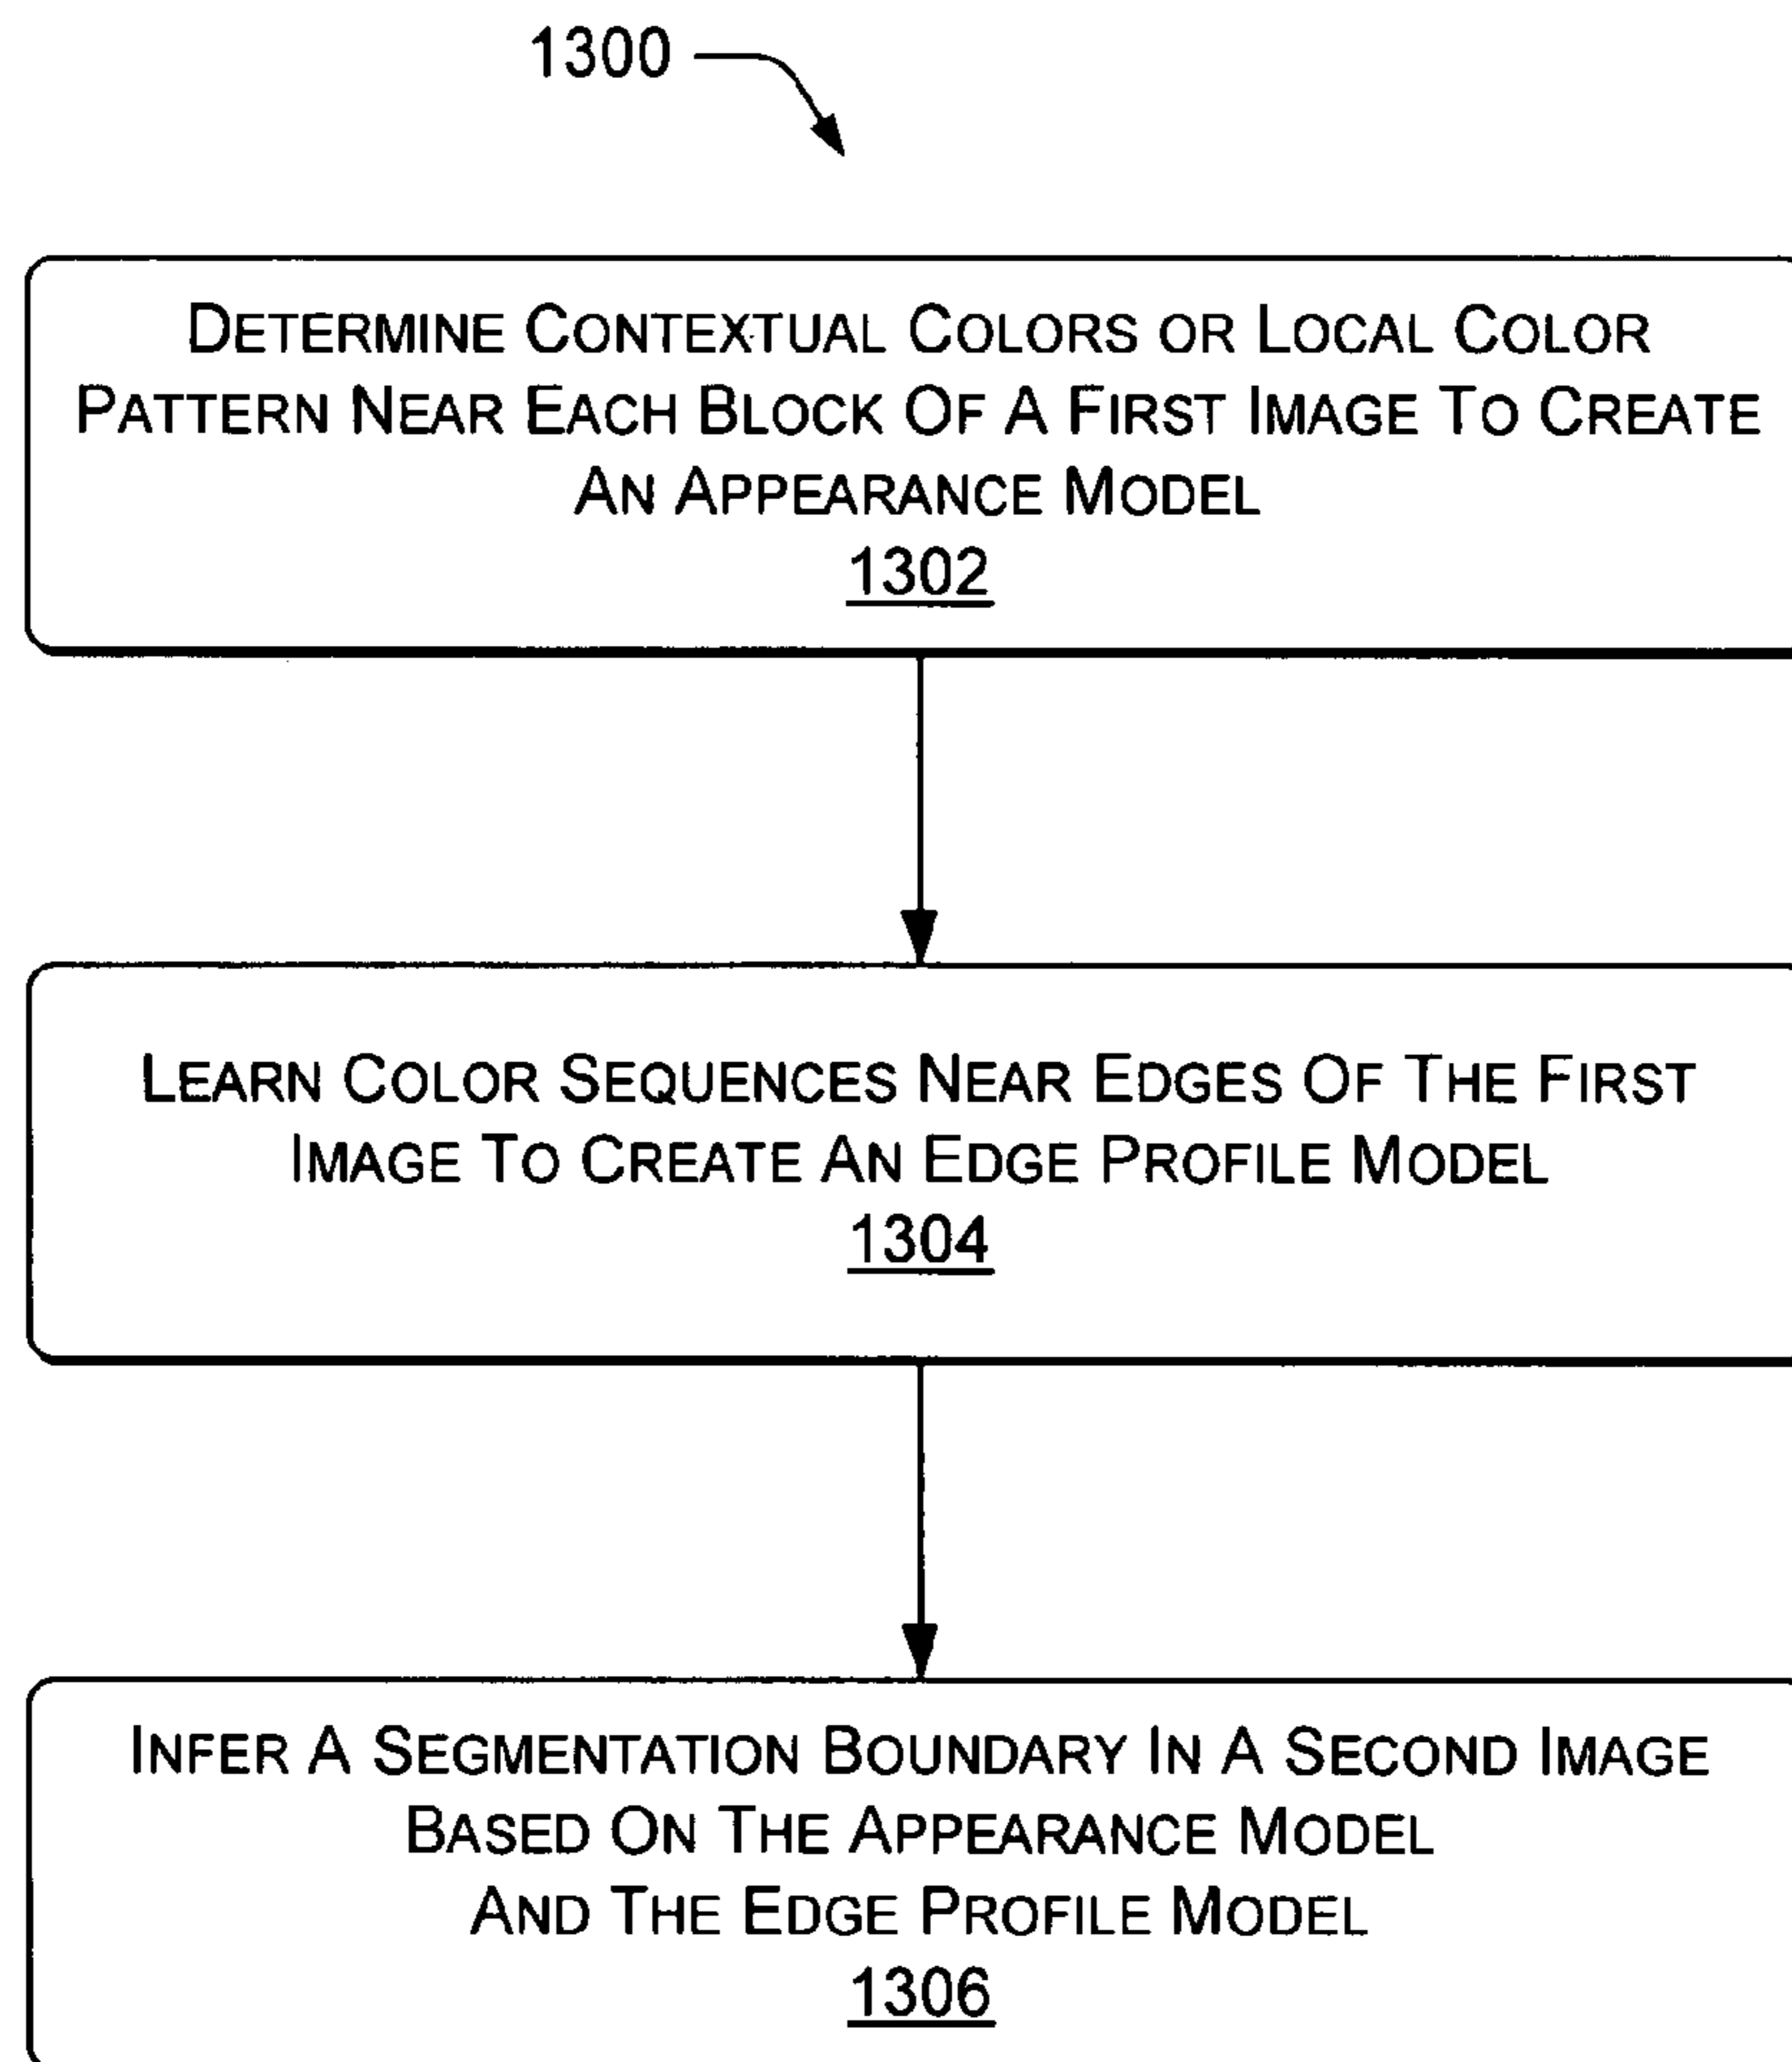 1300
DETERMINE CONTEXTUAL COLORS OR LOCAL COLOR
PATTERN NEAR EACH BLOCK OF A FIRST IMAGE TO CREATE
AN APPEARANCE MODEL
1302
LEARN COLOR SEQUENCES NEAR EDGES OF THE FIRST
IMAGE TO CREATE AN EDGE PROFILE MODEL
1304
INFER A SEGMENTATION BOUNDARY IN A SECOND IMAGE
BASED ON THE APPEARANCE MODEL
AND THE EDGE PROFILE MODEL
1306